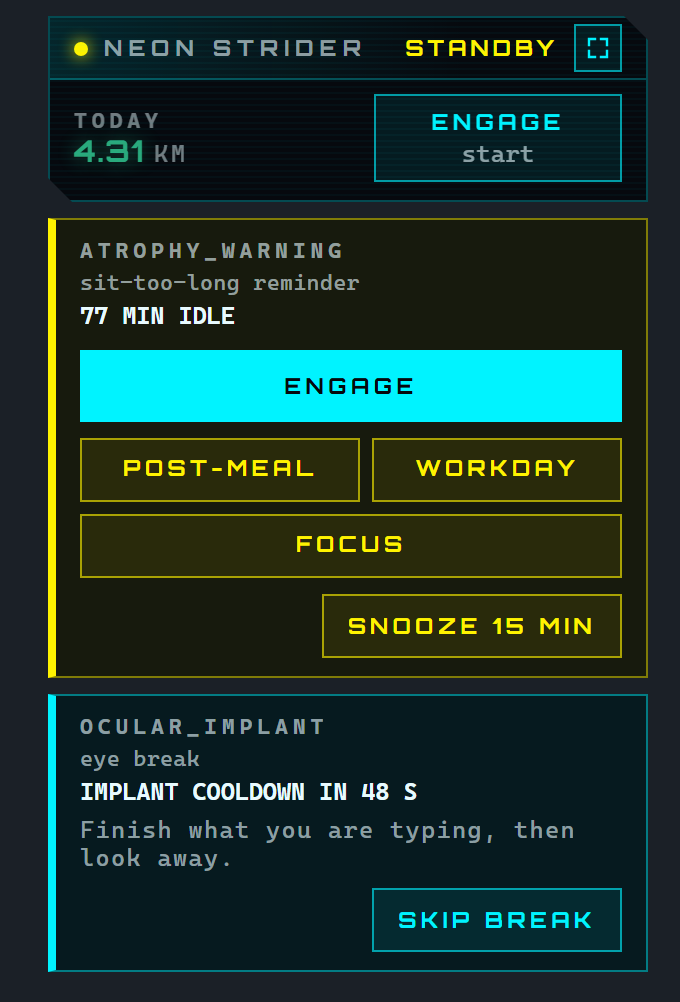 NEON STRIDER STANDBY
TODAY
4.31 KM
ENGAGE
start
ATROPHY_WARNING
sit-too-long reminder
77 MIN IDLE
ENGAGE
POST-MEAL WORKDAY
FOCUS
SNOOZE 15 MIN
OCULAR_IMPLANT
eye break
IMPLANT COOLDOWN IN 48 S
Finish what you are typing, then
look away.
SKIP BREAK